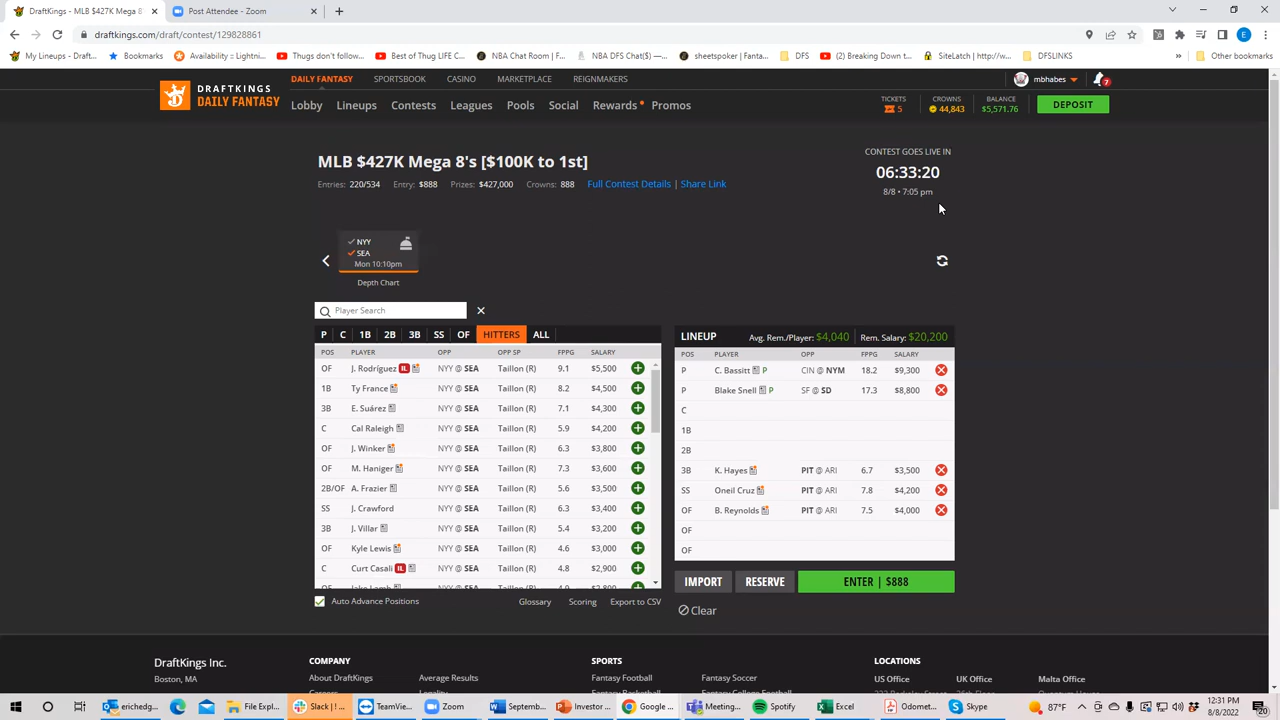 DraftKings - MLB $427K Mega 8'
Post Attendee - Zoom
draftkings.com/draft/contest/129828861
My Lineups - Draft... Bookmarks Availability :: Lightni... Thugs don't follow... Best of Thug LIFE C... NBA Chat Room | F... NBA DFS Chat($) —... sheetspoker | Fanta... DFS (2) Breaking Down t... SiteLatch | http://w... DFSLINKS » Other bookmarks
DRAFTKINGS
DAILY FANTASY
DAILY FANTASY SPORTSBOOK CASINO MARKETPLACE REIGNMAKERS
mbhabes 7
Lobby Lineups Contests Leagues Pools Social Rewards Promos
TICKETS 5
CROWNS 44,843
BALANCE $5,571.76
DEPOSIT
MLB $427K Mega 8's [$100K to 1st]
Entries: 220/534 Entry: $888 Prizes: $427,000 Crowns: 888 Full Contest Details | Share Link
CONTEST GOES LIVE IN
06:33:20
8/8 • 7:05 pm
NYY
SEA
Mon 10:10pm
Depth Chart
Player Search
P C 1B 2B 3B SS OF HITTERS ALL
POS PLAYER OPP OPP SP FPPG SALARY
OF J. Rodríguez IL NYY @ SEA Taillon (R) 9.1 $5,500
1B Ty France NYY @ SEA Taillon (R) 8.2 $4,500
3B E. Suárez NYY @ SEA Taillon (R) 7.1 $4,300
C Cal Raleigh NYY @ SEA Taillon (R) 5.9 $4,200
OF J. Winker NYY @ SEA Taillon (R) 6.3 $3,800
OF M. Haniger NYY @ SEA Taillon (R) 7.3 $3,600
2B/OF A. Frazier NYY @ SEA Taillon (R) 5.6 $3,500
SS J. Crawford NYY @ SEA Taillon (R) 6.3 $3,400
3B J. Villar NYY @ SEA Taillon (R) 5.4 $3,200
OF Kyle Lewis NYY @ SEA Taillon (R) 4.6 $3,000
C Curt Casali IL NYY @ SEA Taillon (R) 4.8 $2,900
LINEUP Avg. Rem./Player: $4,040 Rem. Salary: $20,200
POS PLAYER OPP FPPG SALARY
P C. Bassitt P CIN @ NYM 18.2 $9,300
P Blake Snell P SF @ SD 17.3 $8,800
C
1B
2B
3B K. Hayes PIT @ ARI 6.7 $3,500
SS Oneil Cruz PIT @ ARI 7.8 $4,200
OF B. Reynolds PIT @ ARI 7.5 $4,000
OF
OF
IMPORT RESERVE ENTER | $888
Clear
Auto Advance Positions Glossary Scoring Export to CSV
DraftKings Inc.
Boston, MA
COMPANY
About DraftKings Average Results
SPORTS
Fantasy Football Fantasy Soccer
LOCATIONS
US Office UK Office Malta Office
erichedg... File Explo... Slack | !... TeamView... Zoom Septemb... Investor ... Google ... Meeting... Spotify Excel Odomet... Skype 87°F 12:31 PM
8/8/2022